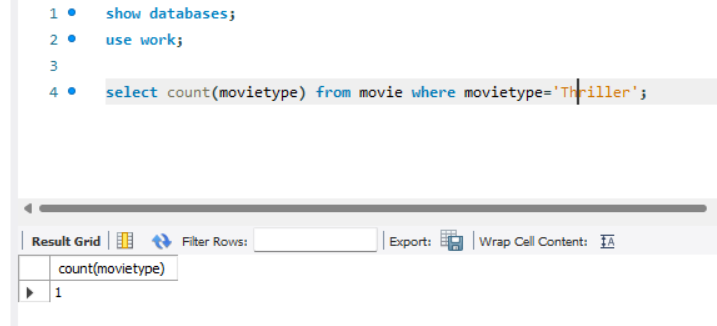 1 show databases;
2 use work;
3
4 select count(movietype) from movie where movietype='Thriller';
Result Grid Filter Rows: Export: Wrap Cell Content: IA
count(movietype)
1